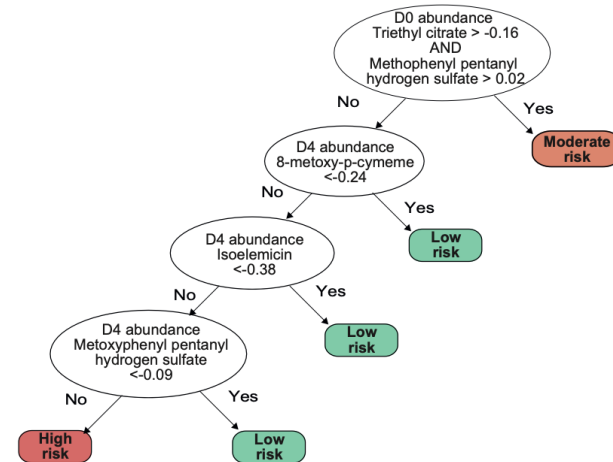 D0 abundance
Triethyl citrate > -0.16
AND
Methophenyl pentanyl
hydrogen sulfate > 0.02
No
Yes
Moderate
risk
D4 abundance
8-metoxy-p-cymeme
<-0.24
No
Yes
Low
risk
D4 abundance
Isoelemicin
<-0.38
No
Yes
Low
risk
D4 abundance
Metoxyphenyl pentanyl
hydrogen sulfate
<-0.09
No
Yes
High
risk
Low
risk